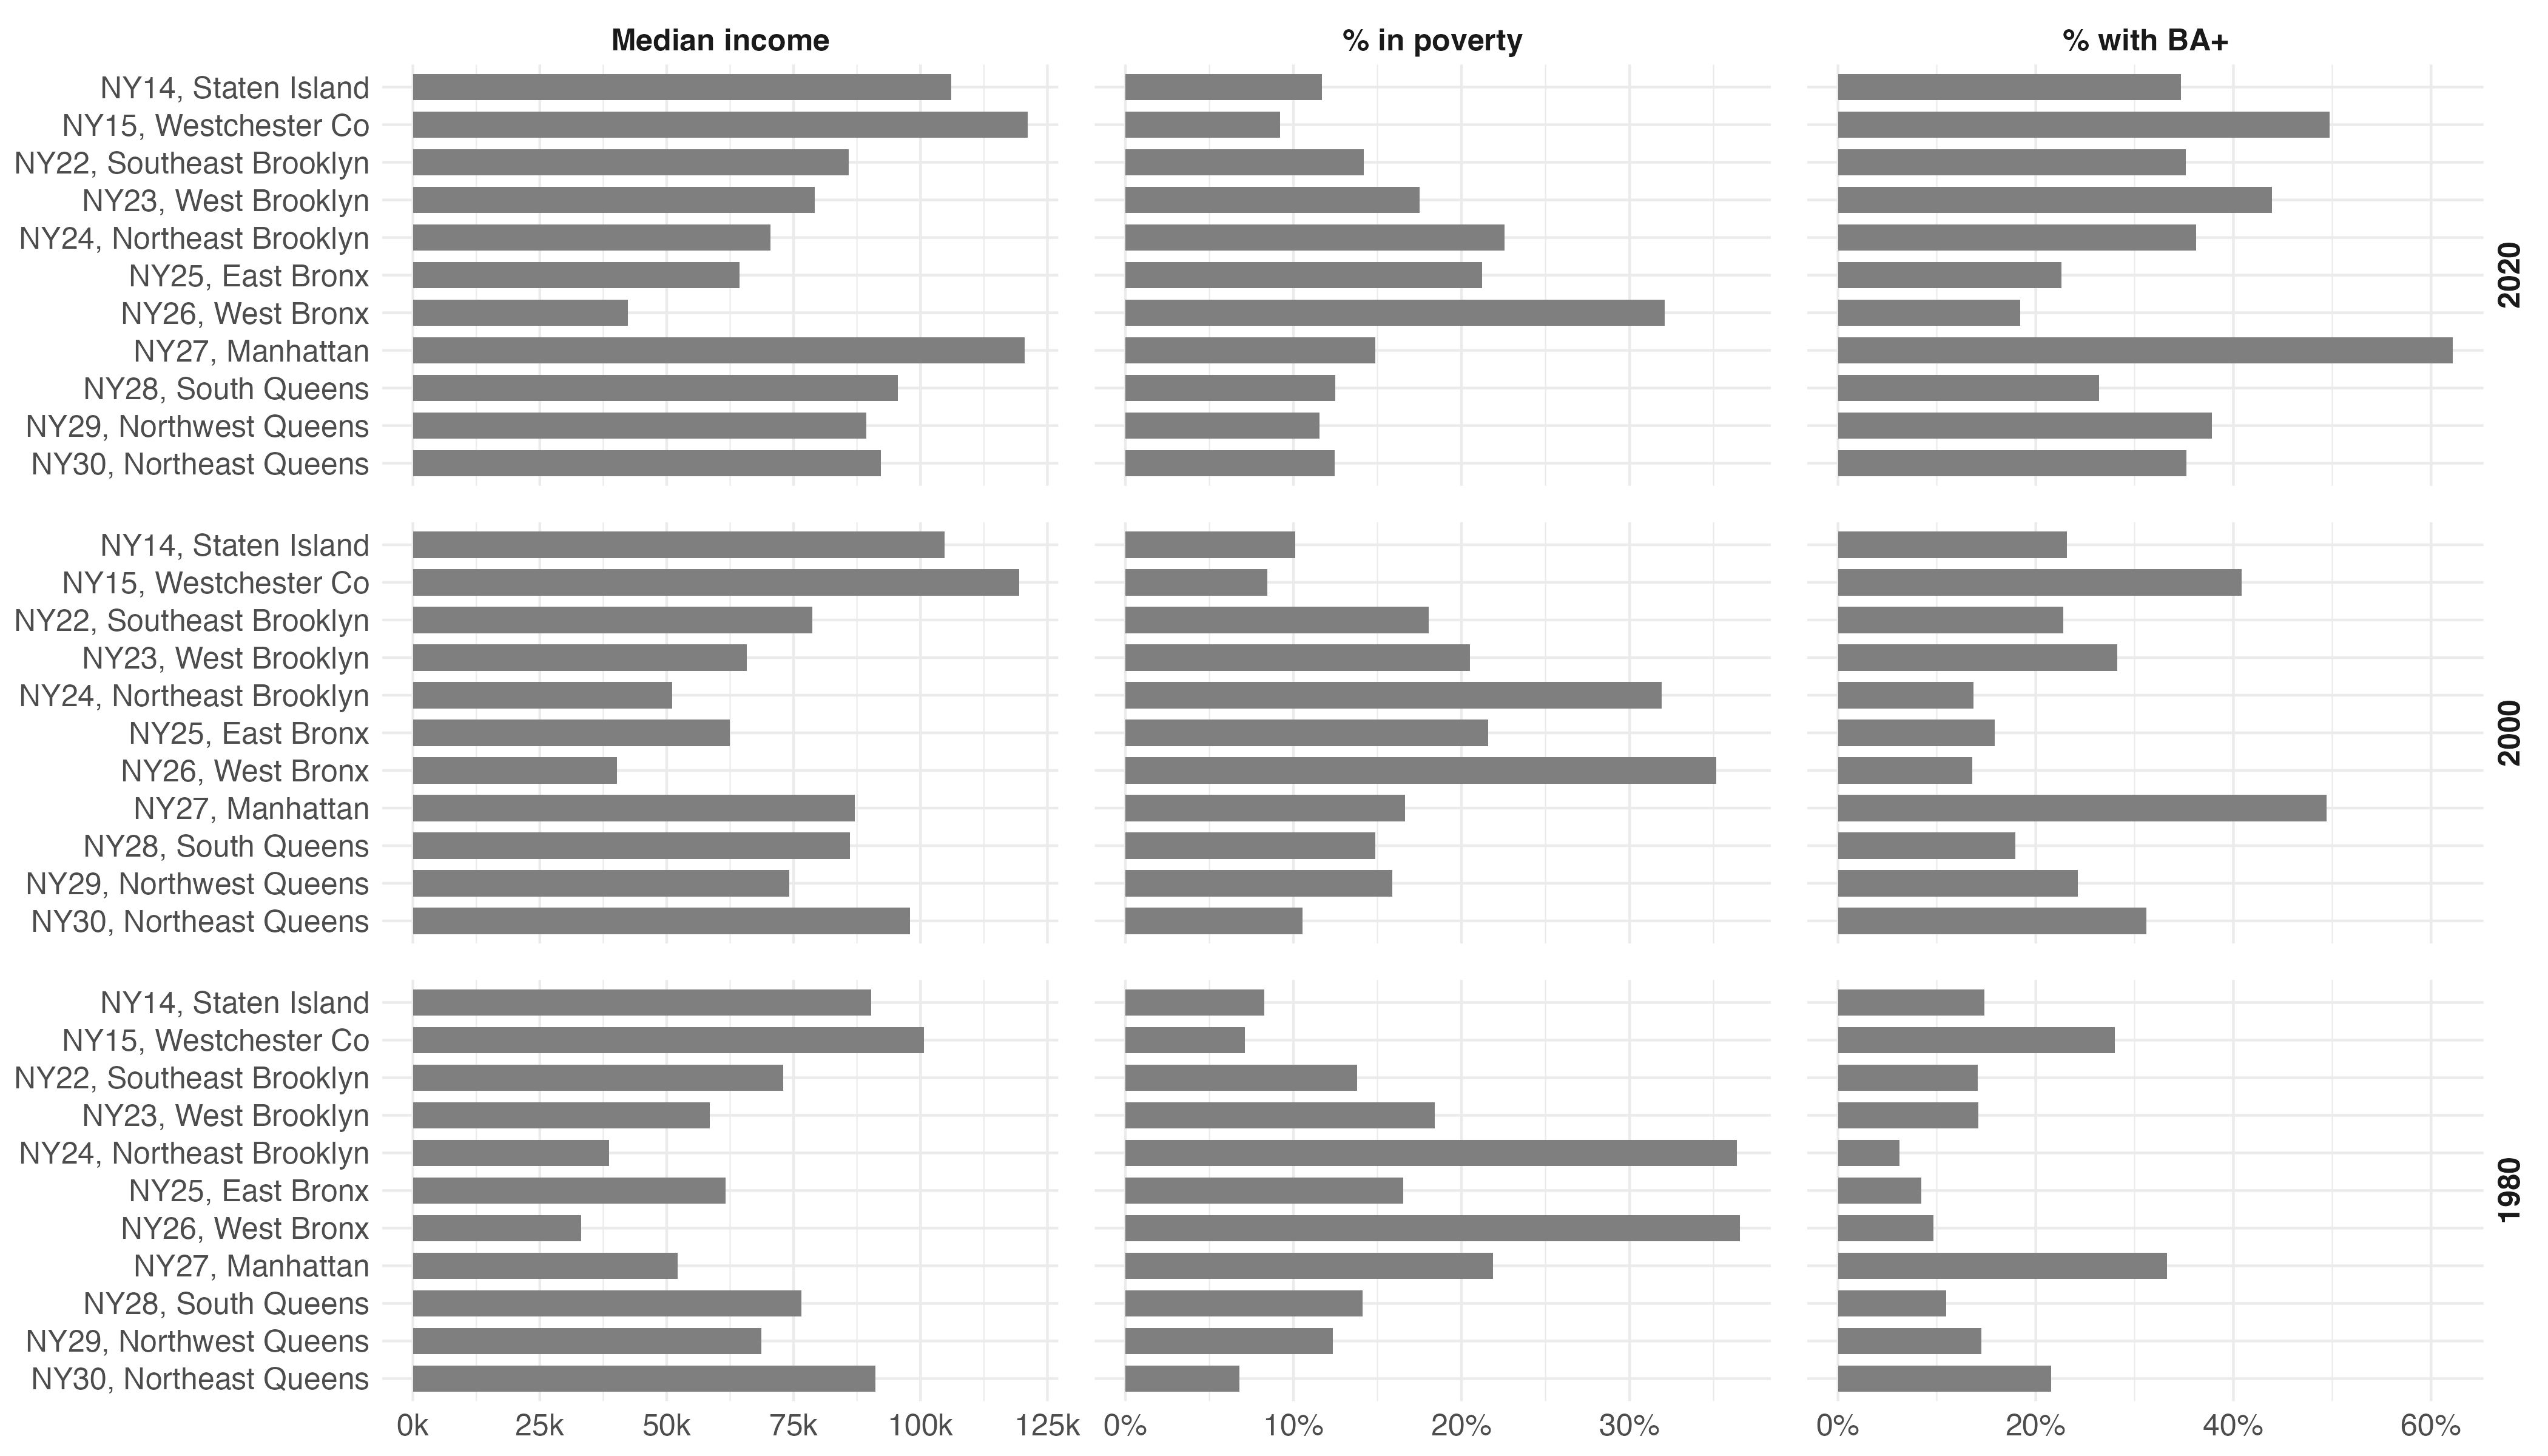 Median income % in poverty % with BA+
NY14, Staten Island
NY15, Westchester Co
NY22, Southeast Brooklyn
NY23, West Brooklyn
NY24, Northeast Brooklyn
NY25, East Bronx
NY26, West Bronx
NY27, Manhattan
NY28, South Queens
NY29, Northwest Queens
NY30, Northeast Queens
2020
NY14, Staten Island
NY15, Westchester Co
NY22, Southeast Brooklyn
NY23, West Brooklyn
NY24, Northeast Brooklyn
NY25, East Bronx
NY26, West Bronx
NY27, Manhattan
NY28, South Queens
NY29, Northwest Queens
NY30, Northeast Queens
2000
NY14, Staten Island
NY15, Westchester Co
NY22, Southeast Brooklyn
NY23, West Brooklyn
NY24, Northeast Brooklyn
NY25, East Bronx
NY26, West Bronx
NY27, Manhattan
NY28, South Queens
NY29, Northwest Queens
NY30, Northeast Queens
1980
0k 25k 50k 75k 100k 125k 0% 10% 20% 30% 0% 20% 40% 60%